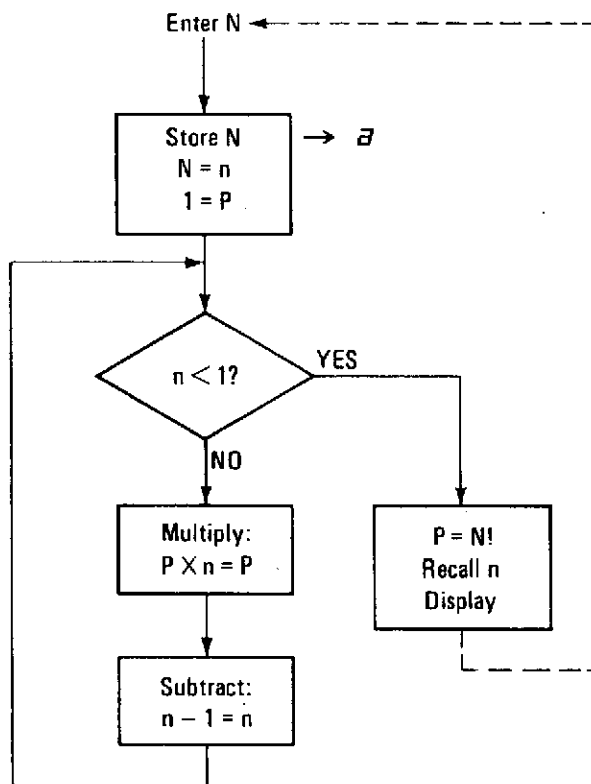 Enter N
Store N
N = n
1 = P
→ a
n < 1?
YES
NO
Multiply:
P X n = P
Subtract:
n – 1 = n
P = N!
Recall n
Display